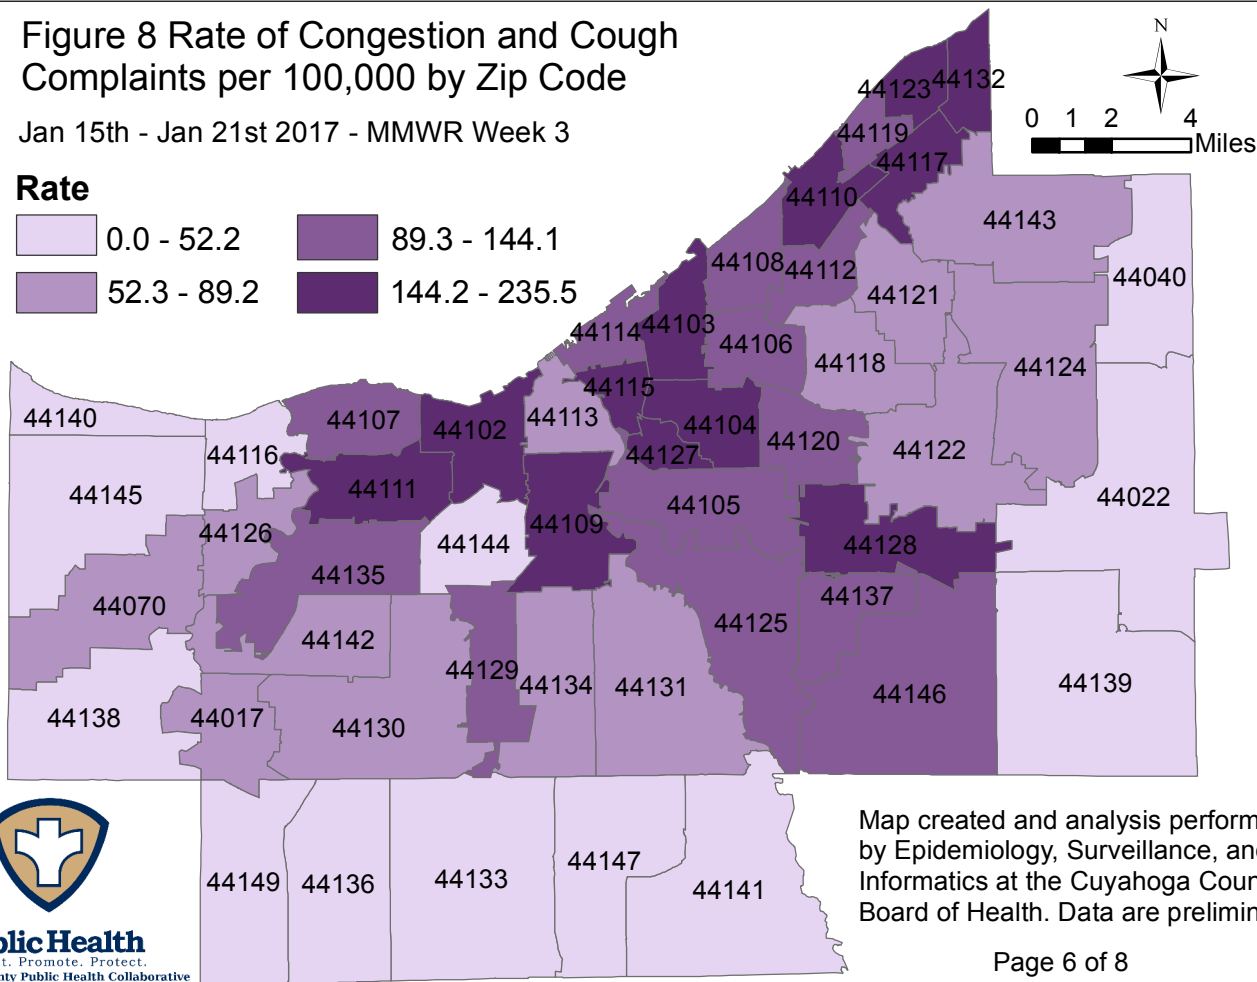 Figure 8 Rate of Congestion and Cough
Complaints per 100,000 by Zip Code
Jan 15th - Jan 21st 2017 - MMWR Week 3
Rate
0.0 - 52.2
89.3 - 144.1
52.3 - 89.2
144.2 - 235.5
N
0 1 2 4
Miles
44123
44132
44119
44117
44110
44143
44108
44112
44040
44121
44114
44103
44106
44118
44124
44115
44140
44107
44102
44113
44104
44127
44120
44122
44116
44145
44111
44105
44022
44126
44109
44144
44128
44135
44070
44137
44142
44125
44129
44134
44131
44146
44139
44138
44017
44130
44149
44136
44133
44147
44141
blic Health
t. Promote. Protect.
nty Public Health Collaborative
Map created and analysis perform
by Epidemiology, Surveillance, an
Informatics at the Cuyahoga Coun
Board of Health. Data are prelimin
Page 6 of 8